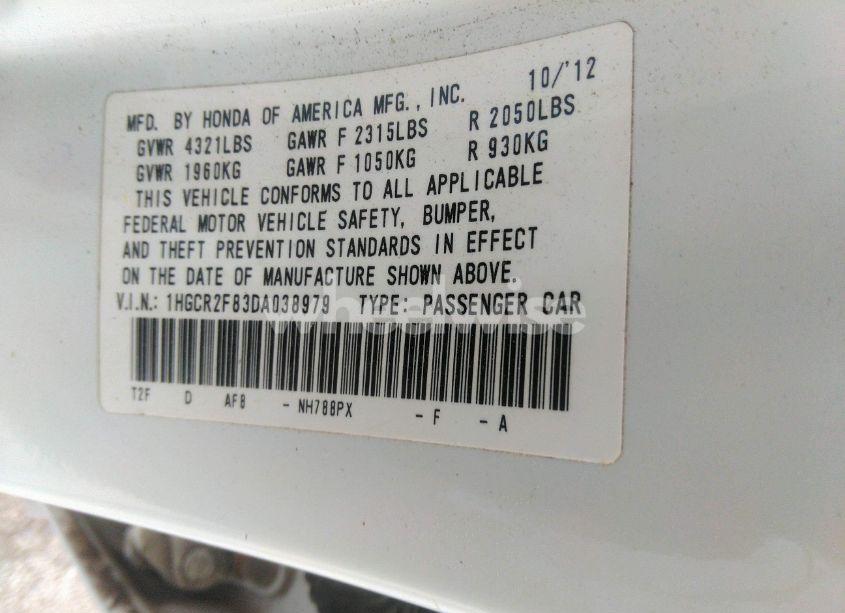 MFD. BY HONDA OF AMERICA MFG., INC. 10/'12
GVWR 4321LBS GAWR F 2315LBS R 2050LBS
GVWR 1960KG GAWR F 1050KG R 930KG
THIS VEHICLE CONFORMS TO ALL APPLICABLE
FEDERAL MOTOR VEHICLE SAFETY, BUMPER,
AND THEFT PREVENTION STANDARDS IN EFFECT
ON THE DATE OF MANUFACTURE SHOWN ABOVE.
V.I.N.: 1HGCR2F83DA038979 TYPE: PASSENGER CAR
wheelwise
T2F D AF8 - NH788PX - F - A